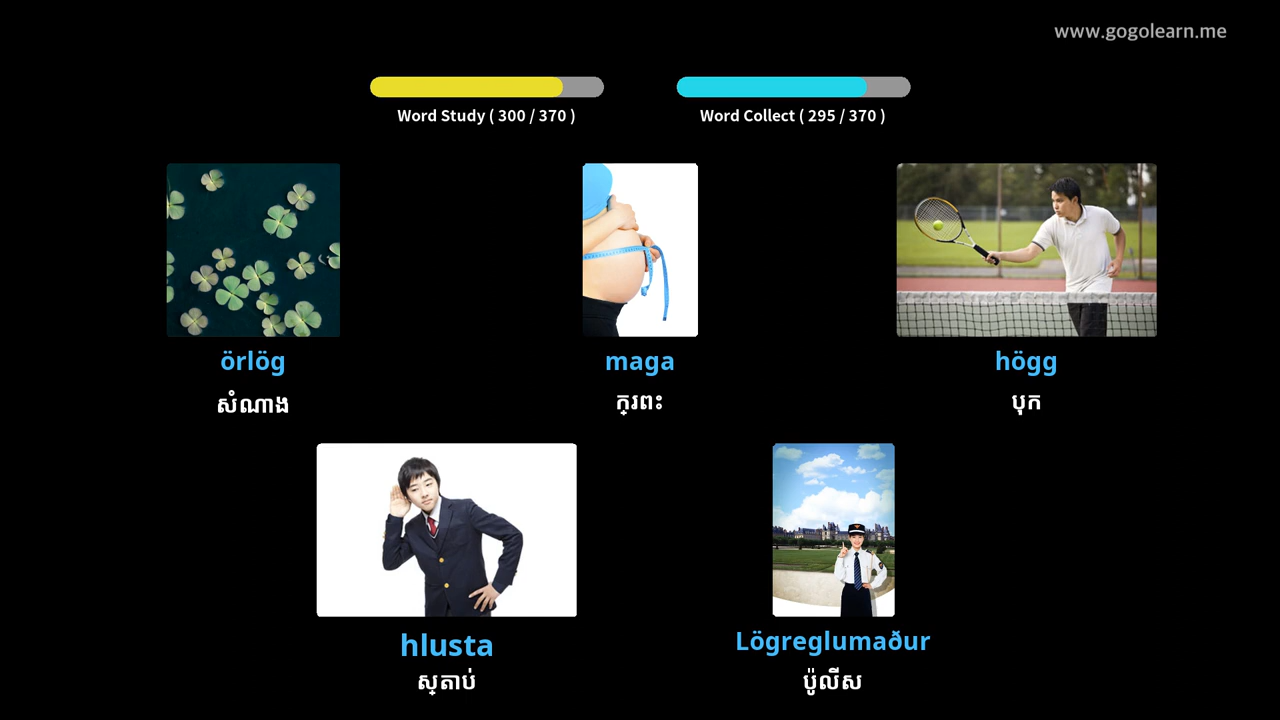 www.gogolearn.me
Word Study ( 300 / 370 )
Word Collect ( 295 / 370 )
örlög
maga
högg
សំណាង
ក្រពះ
បុក
hlusta
Lögreglumaður
ស្តាប់
ប៉ូលីស